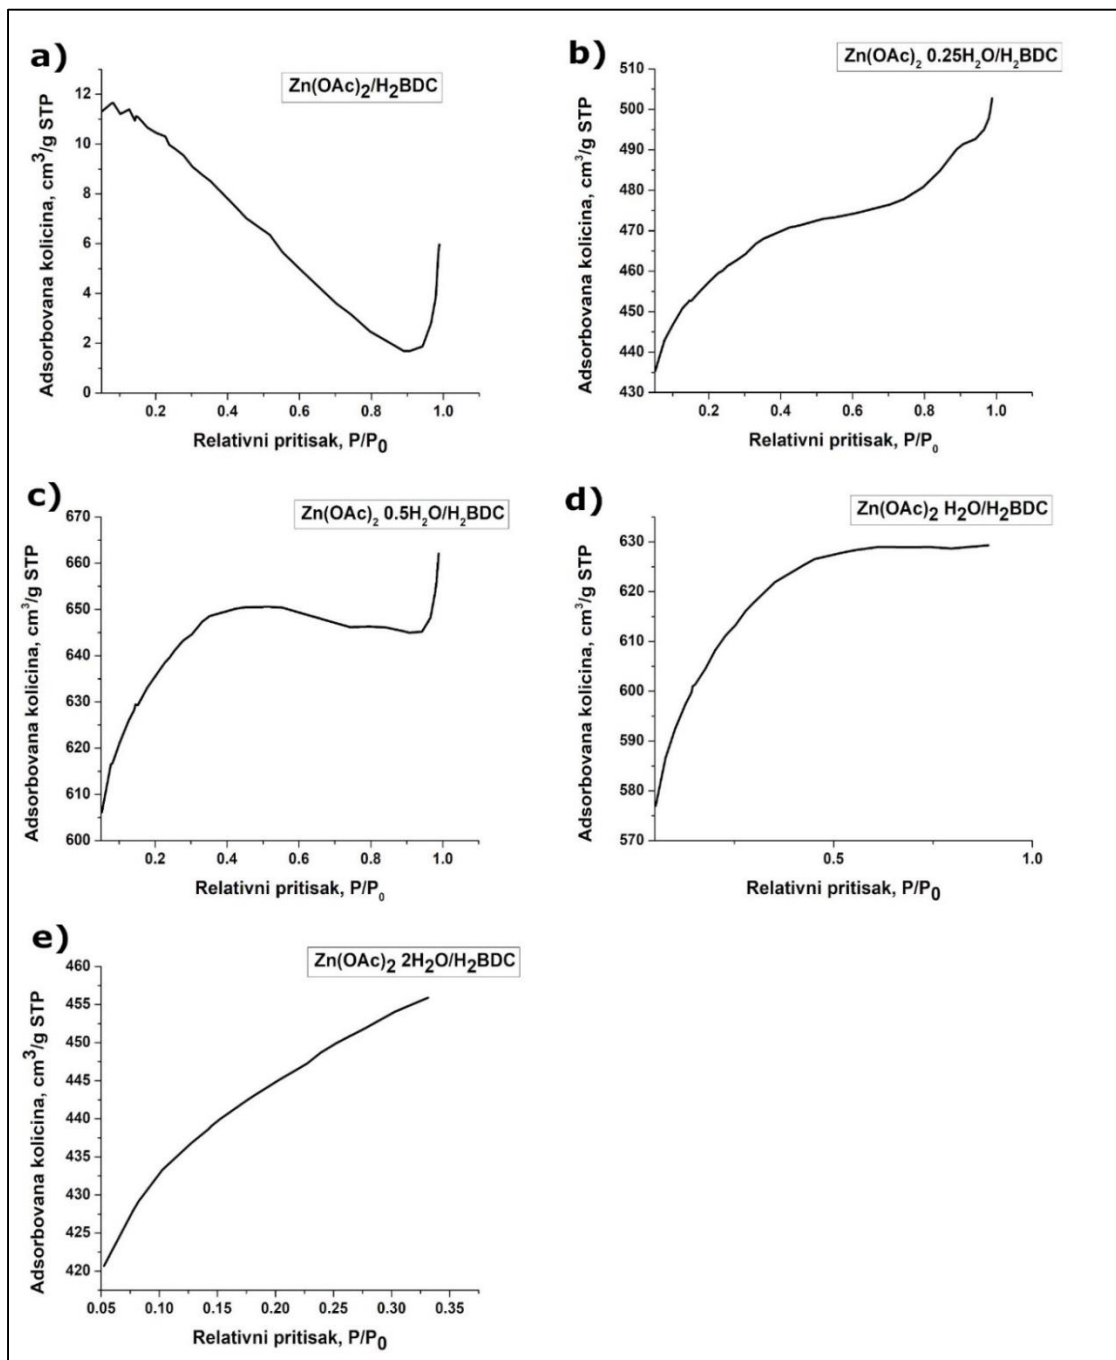 a)
Zn(OAc)₂/H₂BDC
Adsorbovana kolicina, cm³/g STP
12
10
8
6
4
2
0
0.2 0.4 0.6 0.8 1.0
Relativni pritisak, P/P₀
b)
Zn(OAc)₂ 0.25H₂O/H₂BDC
Adsorbovana kolicina, cm³/g STP
510
500
490
480
470
460
450
440
430
0.2 0.4 0.6 0.8 1.0
Relativni pritisak, P/P₀
c)
Zn(OAc)₂ 0.5H₂O/H₂BDC
Adsorbovana kolicina, cm³/g STP
670
660
650
640
630
620
610
600
0.2 0.4 0.6 0.8 1.0
Relativni pritisak, P/P₀
d)
Zn(OAc)₂ H₂O/H₂BDC
Adsorbovana kolicina, cm³/g STP
630
620
610
600
590
580
570
0.5 1.0
Relativni pritisak, P/P₀
e)
Zn(OAc)₂ 2H₂O/H₂BDC
Adsorbovana kolicina, cm³/g STP
460
455
450
445
440
435
430
425
420
0.05 0.10 0.15 0.20 0.25 0.30 0.35
Relativni pritisak, P/P₀